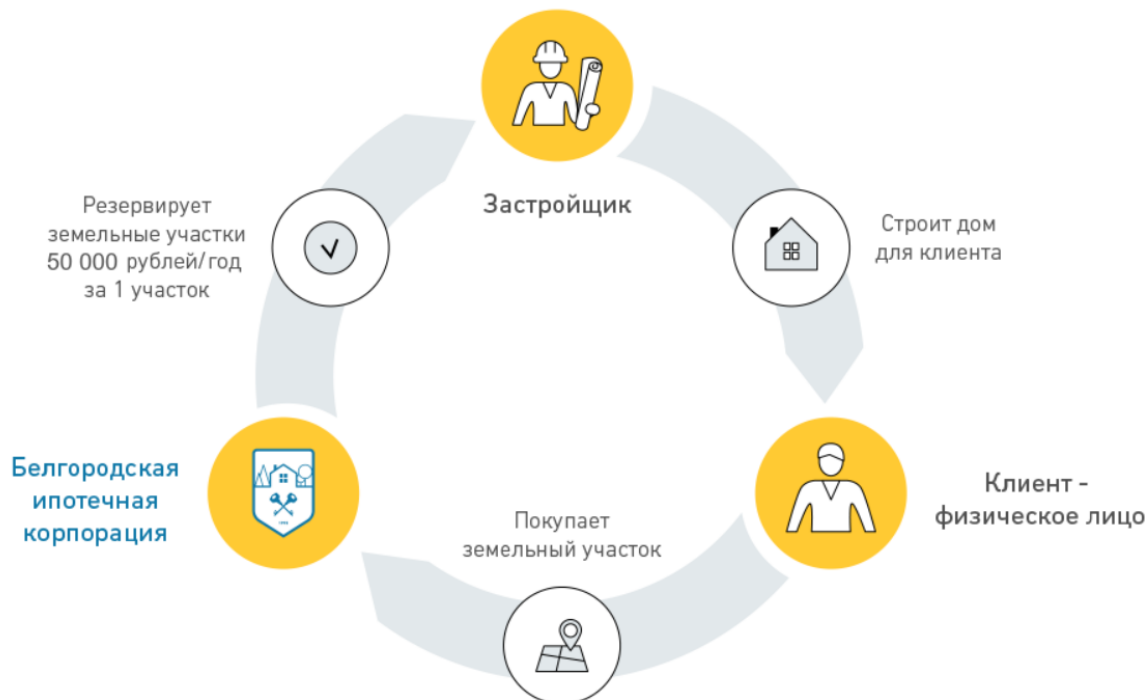 Застройщик
Резервирует
земельные участки
50 000 рублей/год
за 1 участок
Строит дом
для клиента
Белгородская
ипотечная
корпорация
Клиент -
физическое лицо
Покупает
земельный участок